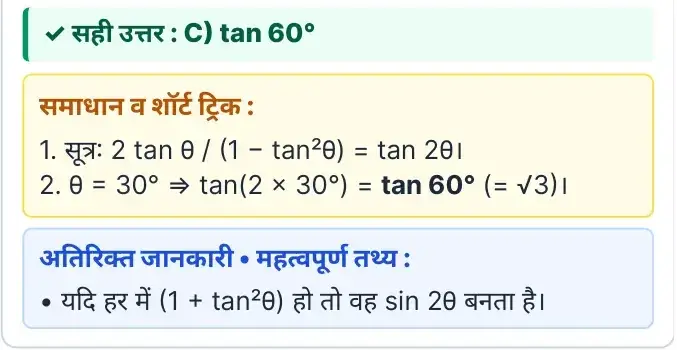 ✓ सही उत्तर : C) tan 60°
समाधान व शॉर्ट ट्रिक :
1. सूत्रः 2 tan θ / (1 − tan²θ) = tan 2θ।
2. θ = 30° ⇒ tan(2 × 30°) = tan 60° (= √3)।
अतिरिक्त जानकारी • महत्वपूर्ण तथ्य :
• यदि हर में (1 + tan²θ) हो तो वह sin 2θ बनता है।